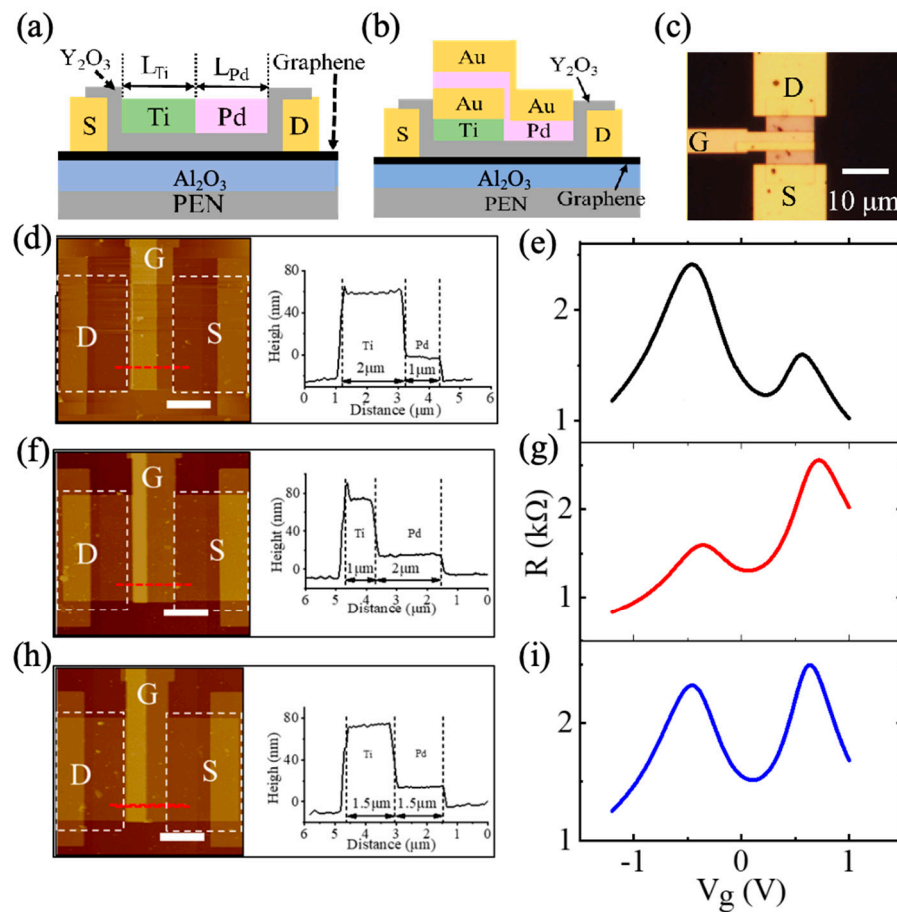 (a)
Y₂O₃
L_Ti
L_Pd
Graphene
S
Ti
Pd
D
Al₂O₃
PEN
(b)
Au
Au
Au
Y₂O₃
S
Ti
Pd
D
Al₂O₃
PEN
Graphene
(c)
D
G
S
10 μm
(d)
G
D
S
Heigh (nm)
80
40
0
Ti
Pd
2μm
1μm
0 1 2 3 4 5 6
Distance (μm)
(e)
2
1
(f)
G
D
S
Height (nm)
80
40
0
Ti
Pd
1μm
2μm
6 5 4 3 2 1 0
Distance (μm)
(g)
2
1
R (kΩ)
(h)
G
D
S
Heigh (nm)
80
40
0
Ti
Pd
1.5μm
1.5μm
6 5 4 3 2 1 0
Distance (μm)
(i)
2
1
-1 0 1
Vg (V)